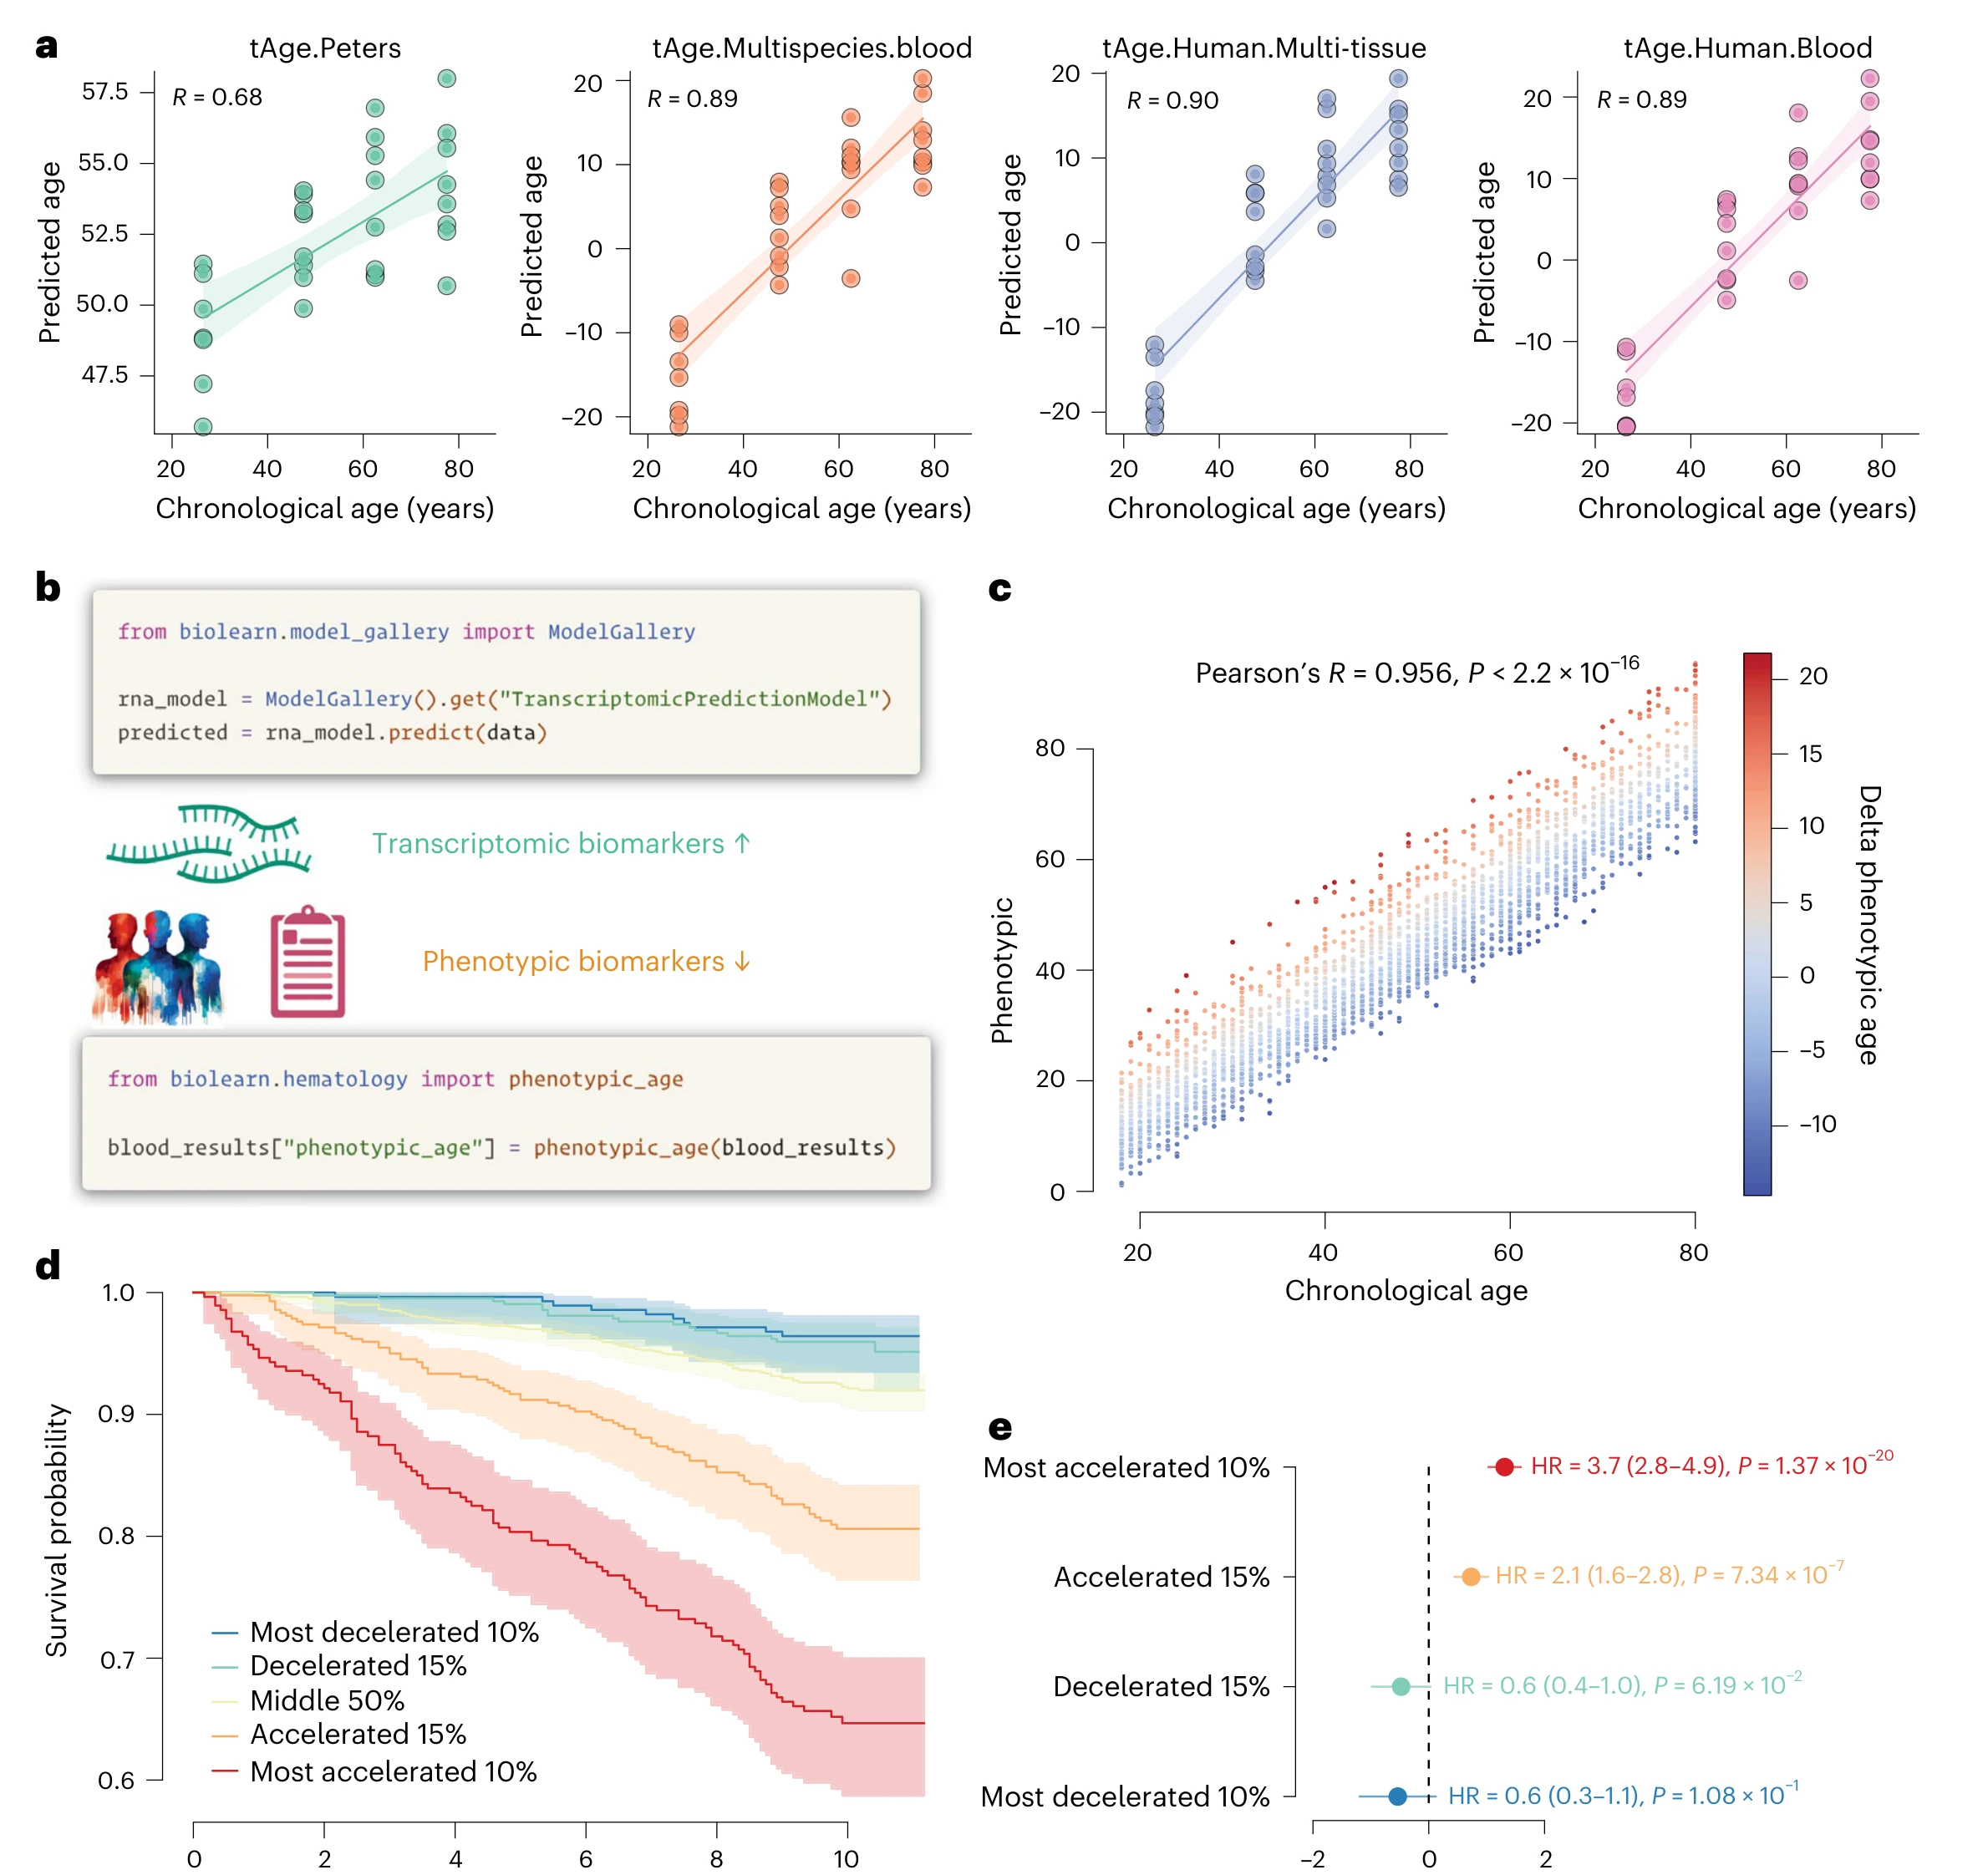 a
tAge.Peters
R = 0.68
57.5
55.0
52.5
50.0
47.5
Predicted age
20 40 60 80
Chronological age (years)
tAge.Multispecies.blood
R = 0.89
20
10
0
–10
–20
Predicted age
20 40 60 80
Chronological age (years)
tAge.Human.Multi-tissue
R = 0.90
20
10
0
–10
–20
Predicted age
20 40 60 80
Chronological age (years)
tAge.Human.Blood
R = 0.89
20
10
0
–10
–20
Predicted age
20 40 60 80
Chronological age (years)
b
from biolearn.model_gallery import ModelGallery
rna_model = ModelGallery().get("TranscriptomicPredictionModel")
predicted = rna_model.predict(data)
Transcriptomic biomarkers ↑
Phenotypic biomarkers ↓
from biolearn.hematology import phenotypic_age
blood_results["phenotypic_age"] = phenotypic_age(blood_results)
c
Pearson’s R = 0.956, P < 2.2 × 10⁻¹⁶
80
60
40
20
0
Phenotypic
20 40 60 80
Chronological age
20
15
10
5
0
–5
–10
Delta phenotypic age
d
1.0
0.9
0.8
0.7
0.6
Survival probability
Most decelerated 10%
Decelerated 15%
Middle 50%
Accelerated 15%
Most accelerated 10%
0 2 4 6 8 10
e
Most accelerated 10%
HR = 3.7 (2.8–4.9), P = 1.37 × 10⁻²⁰
Accelerated 15%
HR = 2.1 (1.6–2.8), P = 7.34 × 10⁻⁷
Decelerated 15%
HR = 0.6 (0.4–1.0), P = 6.19 × 10⁻²
Most decelerated 10%
HR = 0.6 (0.3–1.1), P = 1.08 × 10⁻¹
–2 0 2